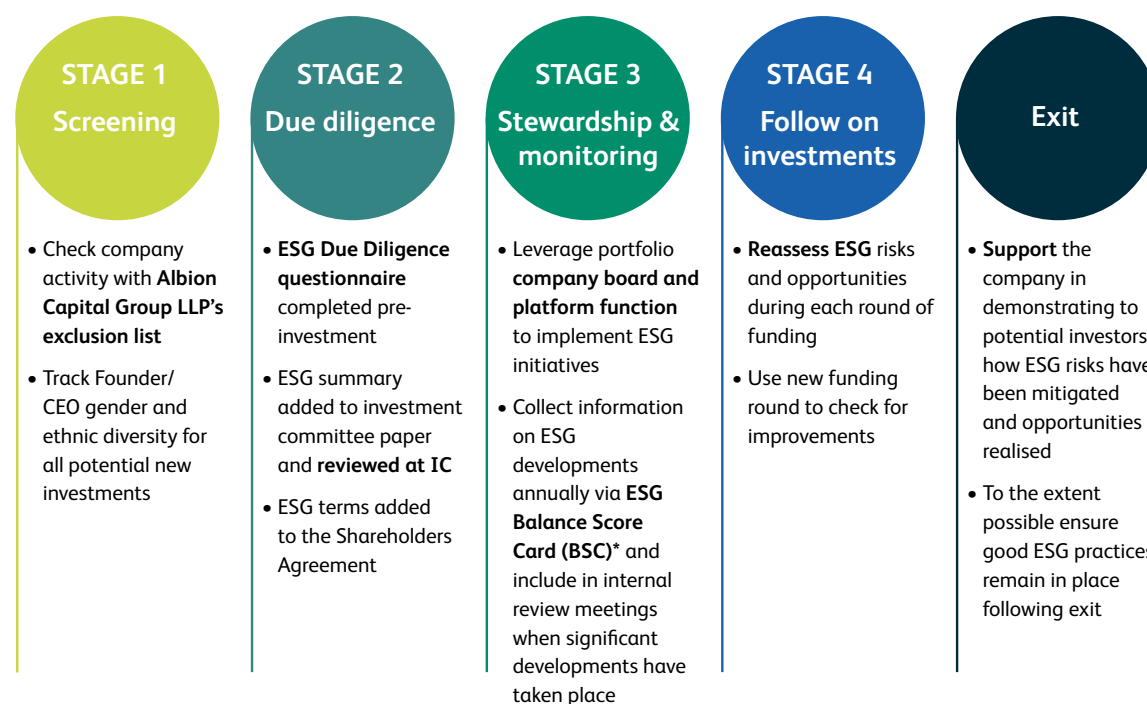 STAGE 1
Screening
• Check company
activity with Albion
Capital Group LLP’s
exclusion list
• Track Founder/
CEO gender and
ethnic diversity for
all potential new
investments
STAGE 2
Due diligence
• ESG Due Diligence
questionnaire
completed pre-
investment
• ESG summary
added to investment
committee paper
and reviewed at IC
• ESG terms added
to the Shareholders
Agreement
STAGE 3
Stewardship &
monitoring
• Leverage portfolio
company board and
platform function
to implement ESG
initiatives
• Collect information
on ESG
developments
annually via ESG
Balance Score
Card (BSC)* and
include in internal
review meetings
when significant
developments have
taken place
STAGE 4
Follow on
investments
• Reassess ESG risks
and opportunities
during each round of
funding
• Use new funding
round to check for
improvements
Exit
• Support the
company in
demonstrating to
potential investors
how ESG risks have
been mitigated
and opportunities
realised
• To the extent
possible ensure
good ESG practices
remain in place
following exit